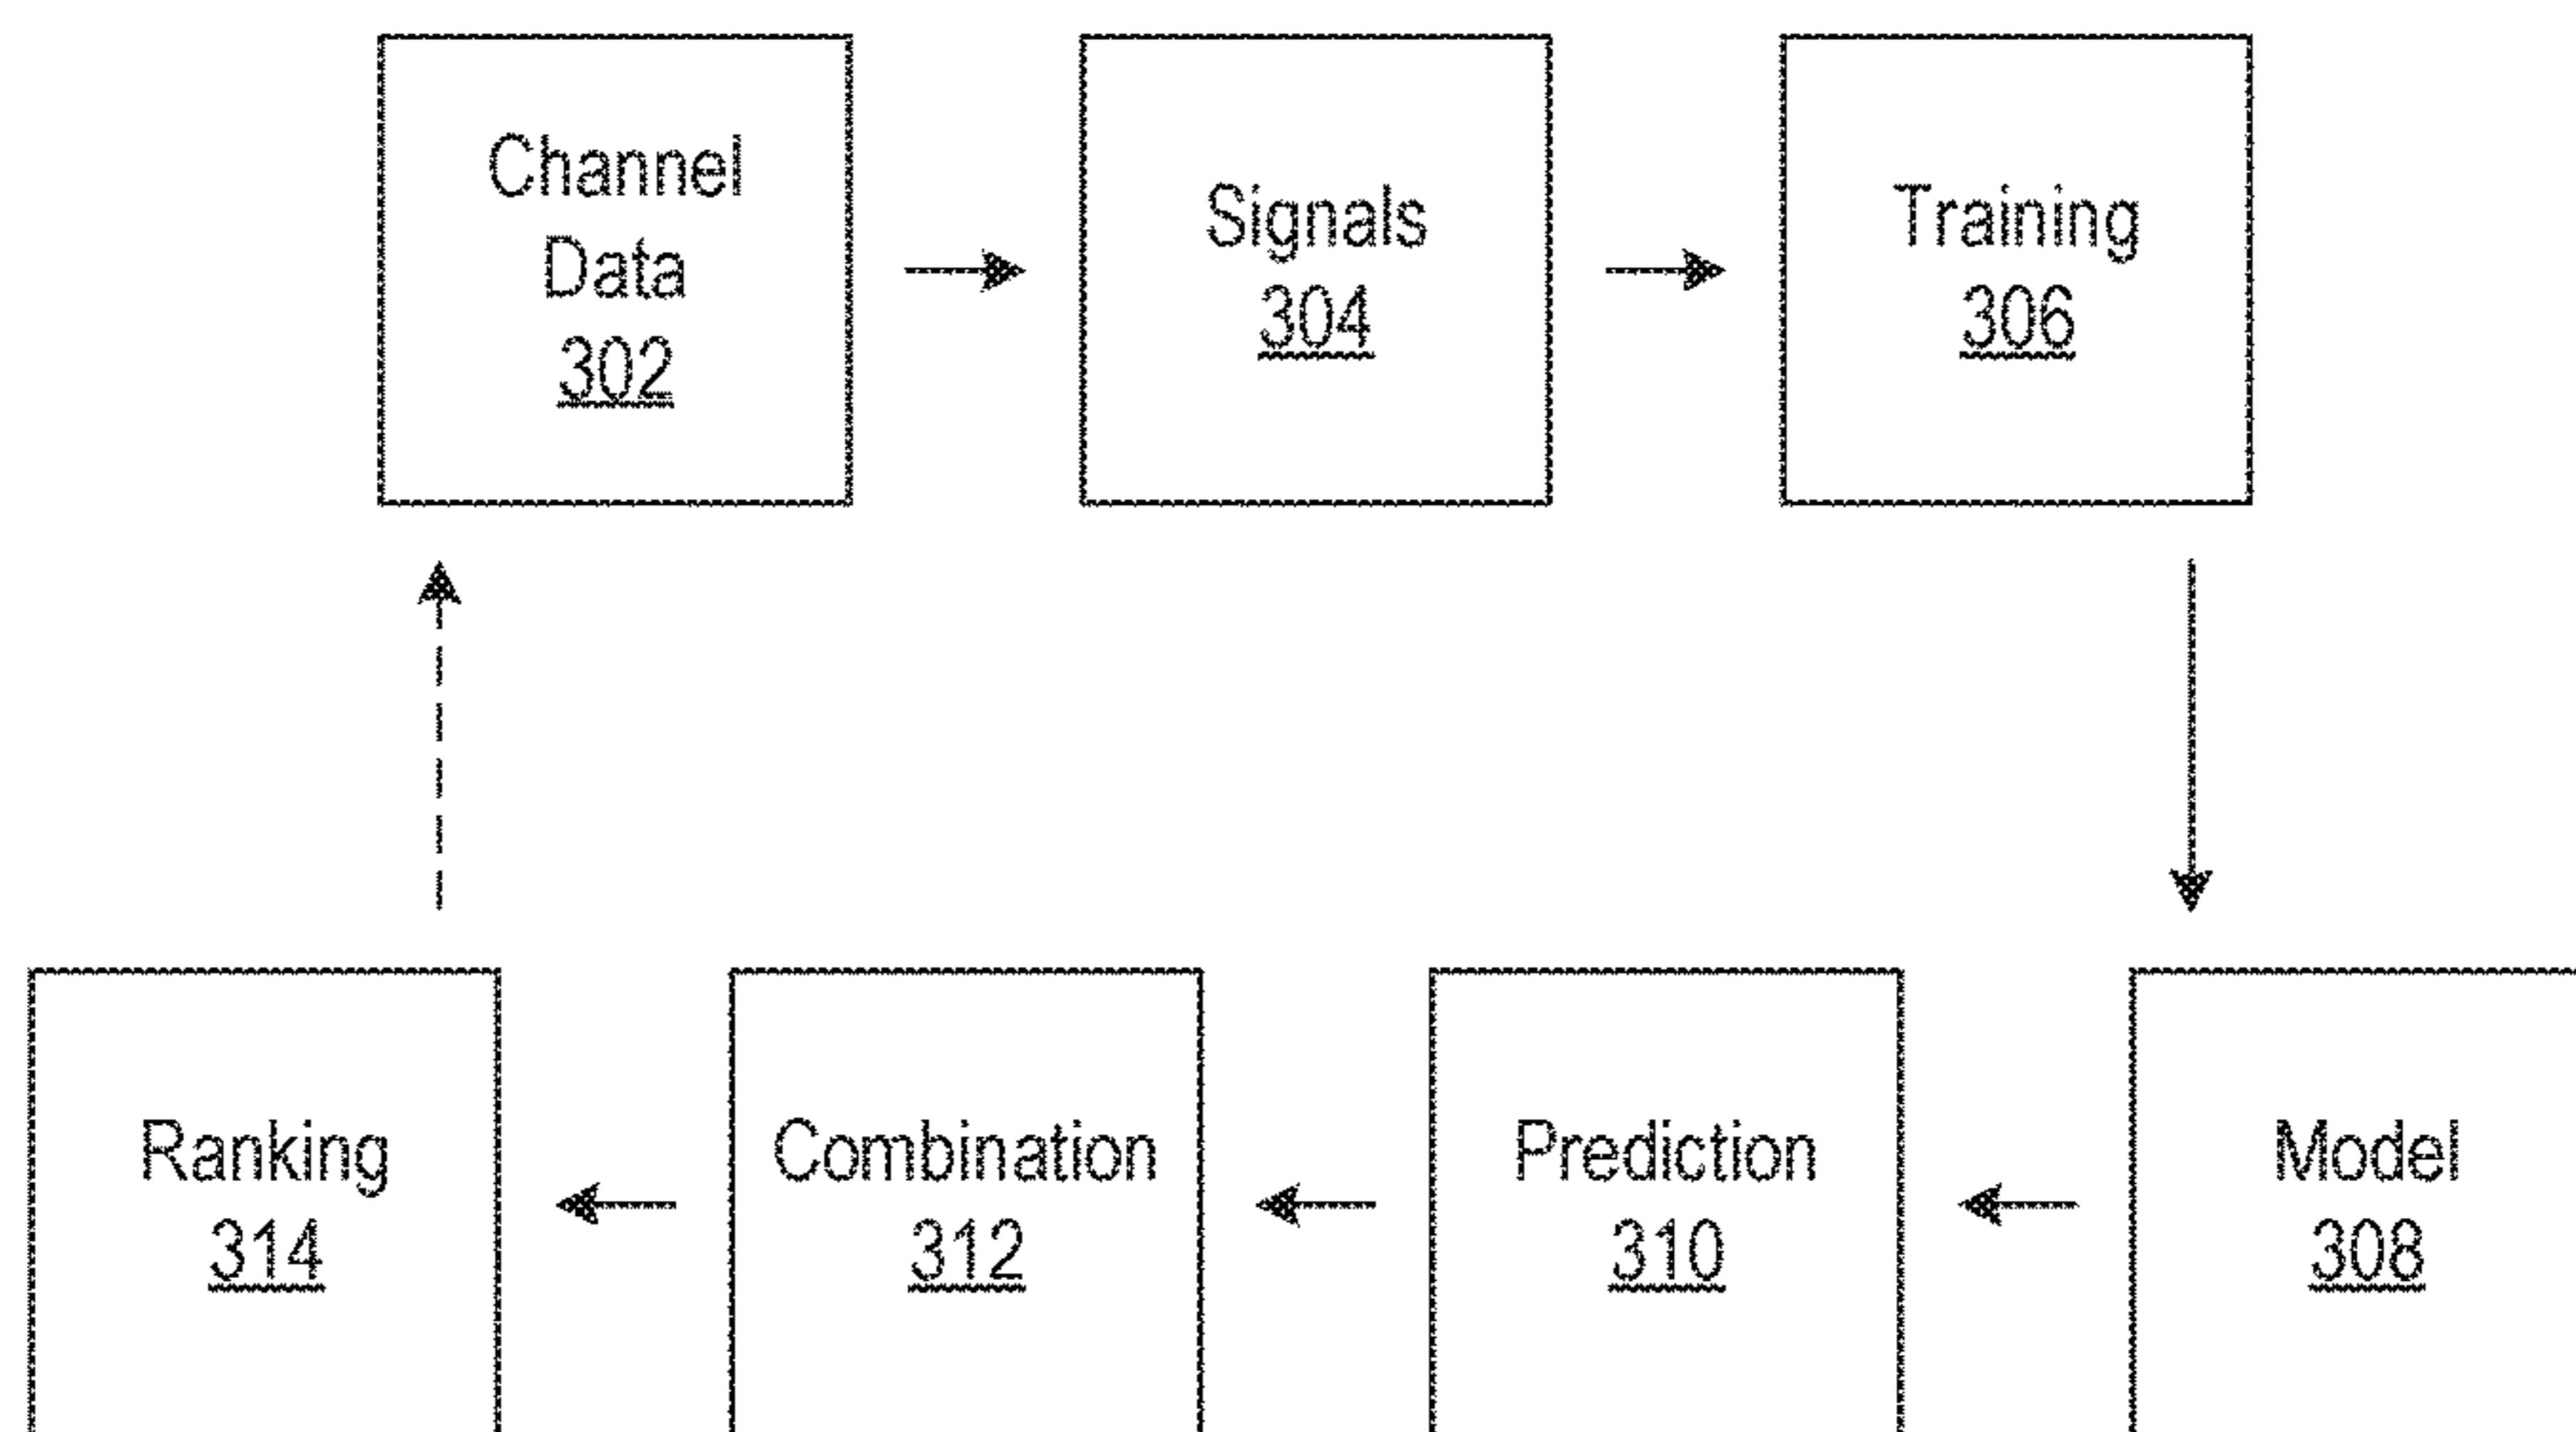 Channel
Data
302
Signals
304
Training
306
Ranking
314
Combination
312
Prediction
310
Model
308